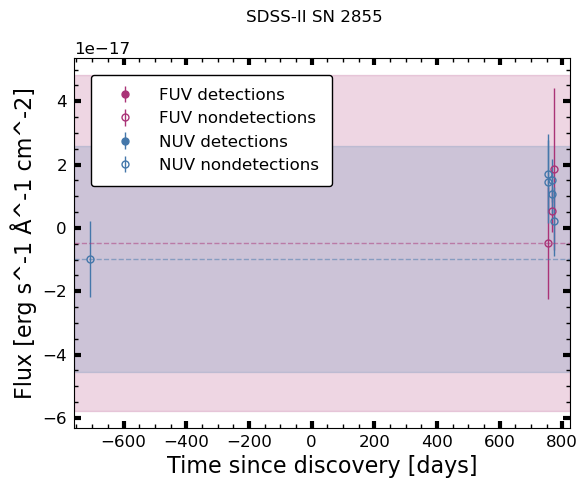 SDSS-II SN 2855
1e−17
FUV detections
FUV nondetections
NUV detections
NUV nondetections
4
2
0
−2
−4
−6
Flux [erg s^-1 Å^-1 cm^-2]
−600 −400 −200 0 200 400 600 800
Time since discovery [days]